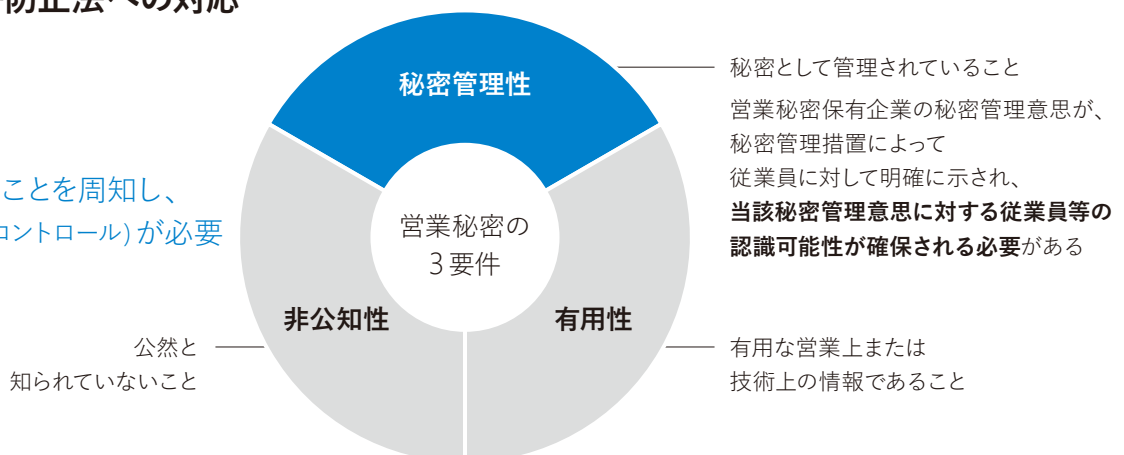 防止法への対応
秘密管理性
秘密として管理されていること
営業秘密保有企業の秘密管理意思が、
秘密管理措置によって
従業員に対して明確に示され、
当該秘密管理意思に対する従業員等の
認識可能性が確保される必要がある
ことを周知し、
コントロール)が必要
営業秘密の
3要件
非公知性
有用性
公然と
知られていないこと
有用な営業上または
技術上の情報であること